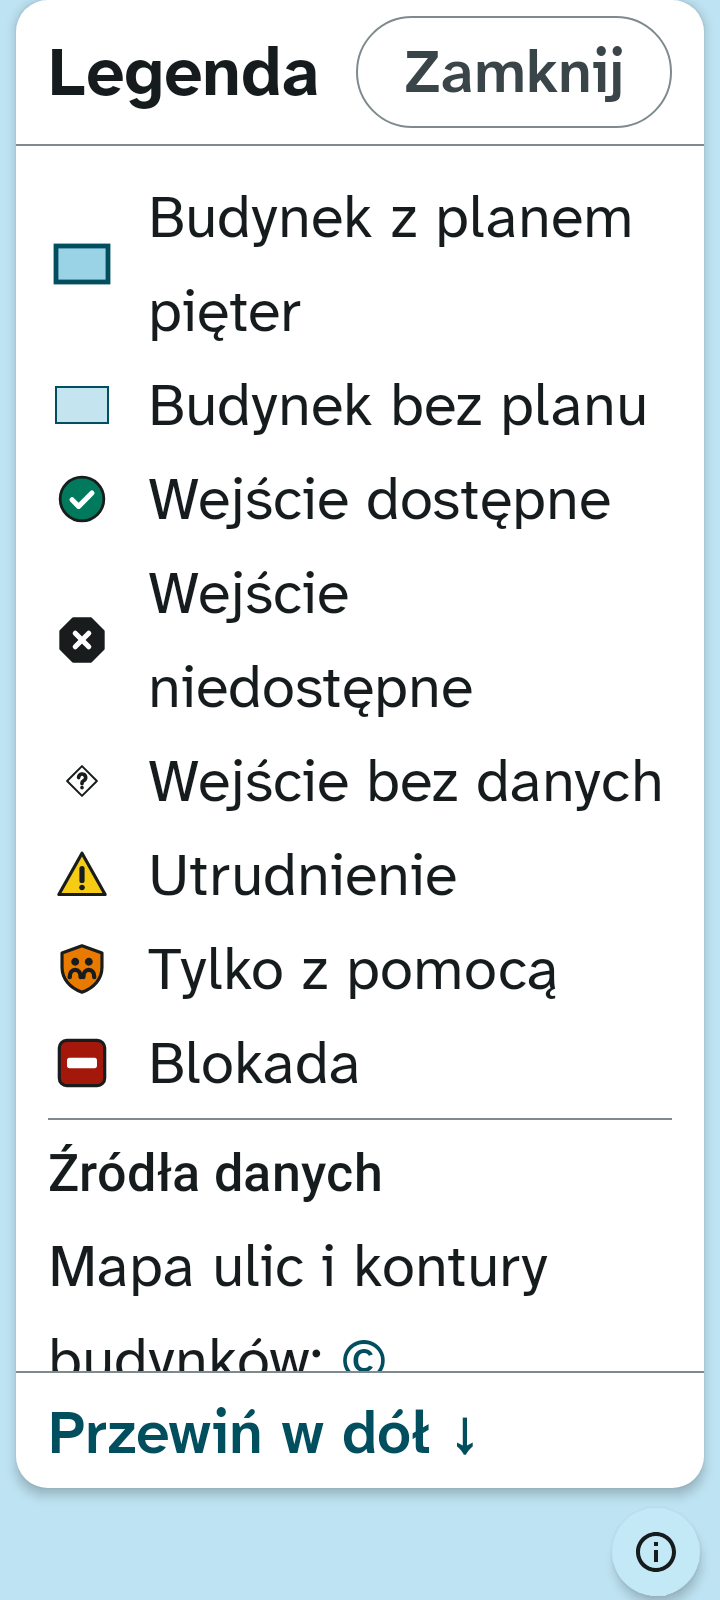 Legenda
Zamknij
Budynek z planem
pięter
Budynek bez planu
Wejście dostępne
Wejście
niedostępne
Wejście bez danych
Utrudnienie
Tylko z pomocą
Blokada
Źródła danych
Mapa ulic i kontury
budynków: ©
Przewiń w dół ↓